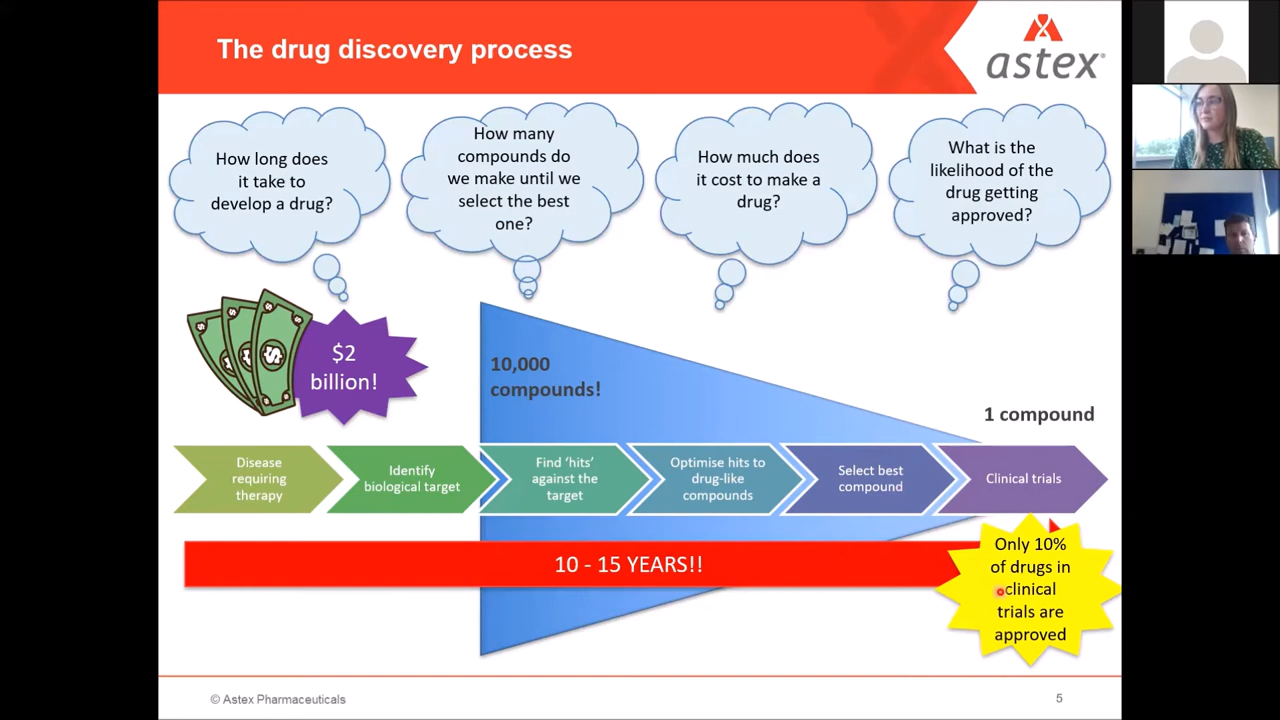 The drug discovery process
astex®
How long does
it take to
develop a drug?
How many
compounds do
we make until we
select the best
one?
How much does
it cost to make a
drug?
What is the
likelihood of the
drug getting
approved?
$2
billion!
10,000
compounds!
1 compound
Disease
requiring
therapy
Identify
biological target
Find ‘hits’
against the
target
Optimise hits to
drug-like
compounds
Select best
compound
Clinical trials
10 - 15 YEARS!!
Only 10%
of drugs in
clinical
trials are
approved
© Astex Pharmaceuticals
5